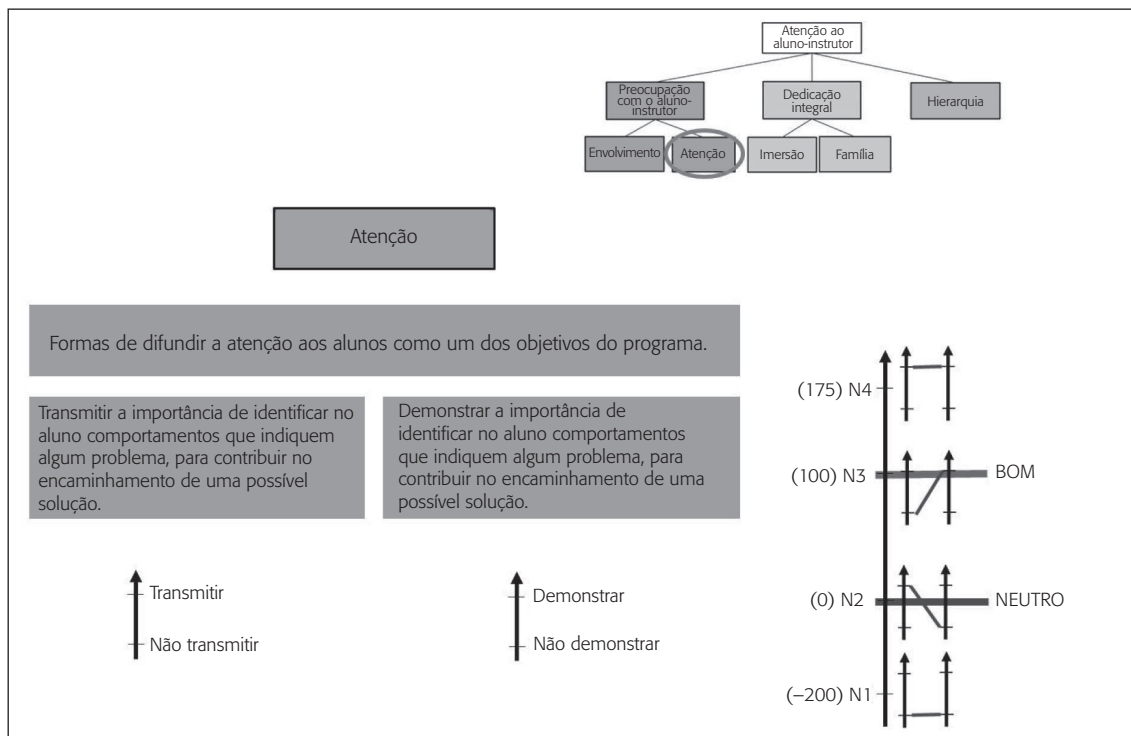 Atenção ao
aluno-instrutor
Preocupação
com o aluno-
instrutor
Dedicação
integral
Hierarquia
Envolvimento
Atenção
Imersão
Família
Atenção
Formas de difundir a atenção aos alunos como um dos objetivos do programa.
Transmitir a importância de identificar no
aluno comportamentos que indiquem
algum problema, para contribuir no
encaminhamento de uma possível
solução.
Demonstrar a importância de
identificar no aluno comportamentos
que indiquem algum problema, para
contribuir no encaminhamento de uma
possível solução.
Transmitir
Não transmitir
Demonstrar
Não demonstrar
(175) N4
(100) N3
BOM
(0) N2
NEUTRO
(−200) N1